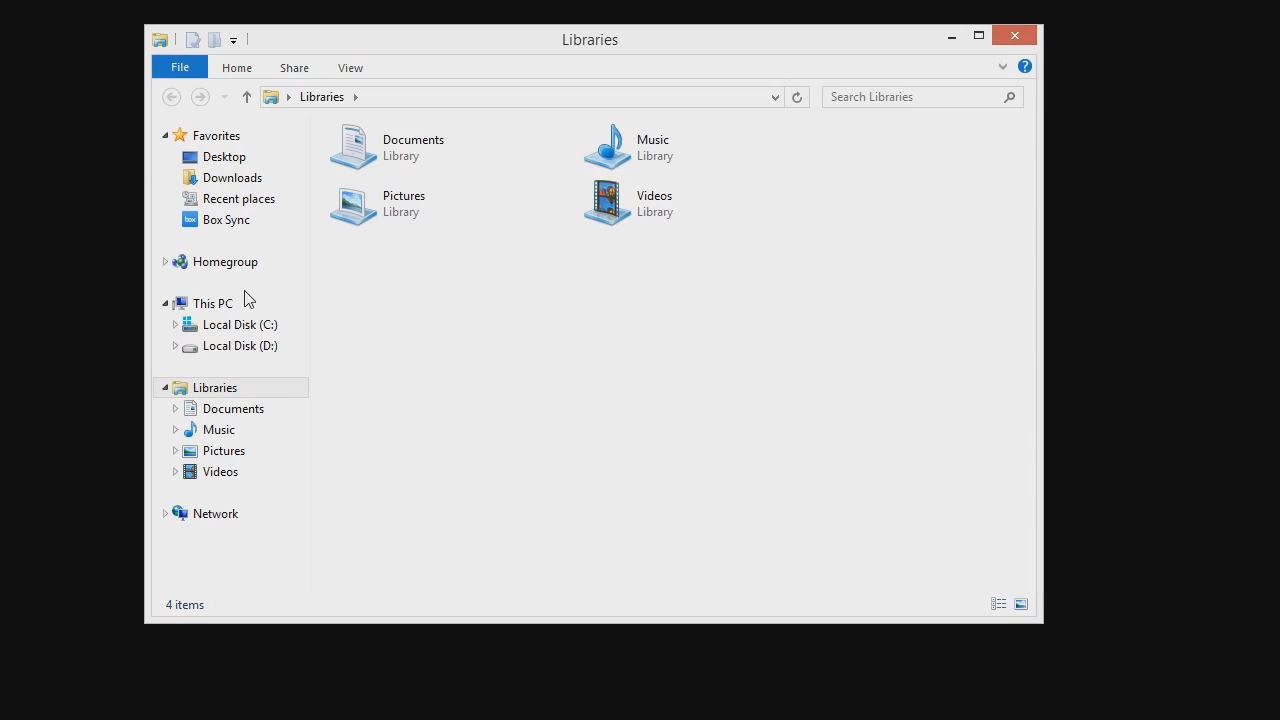 Libraries
File Home Share View
Libraries
Search Libraries
Favorites
Desktop
Downloads
Recent places
box Box Sync
Homegroup
This PC
Local Disk (C:)
Local Disk (D:)
Libraries
Documents
Music
Pictures
Videos
Network
Documents
Library
Music
Library
Pictures
Library
Videos
Library
4 items